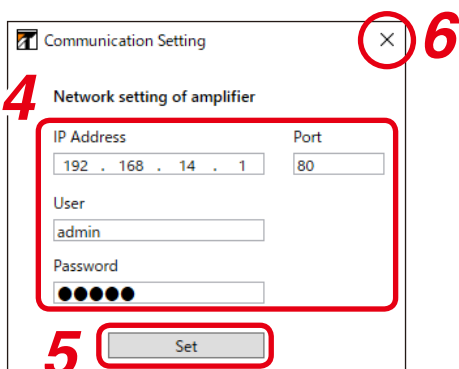 Communication Setting
6
4
Network setting of amplifier
IP Address Port
192 . 168 . 14 . 1 80
User
admin
Password
●●●●●
5
Set